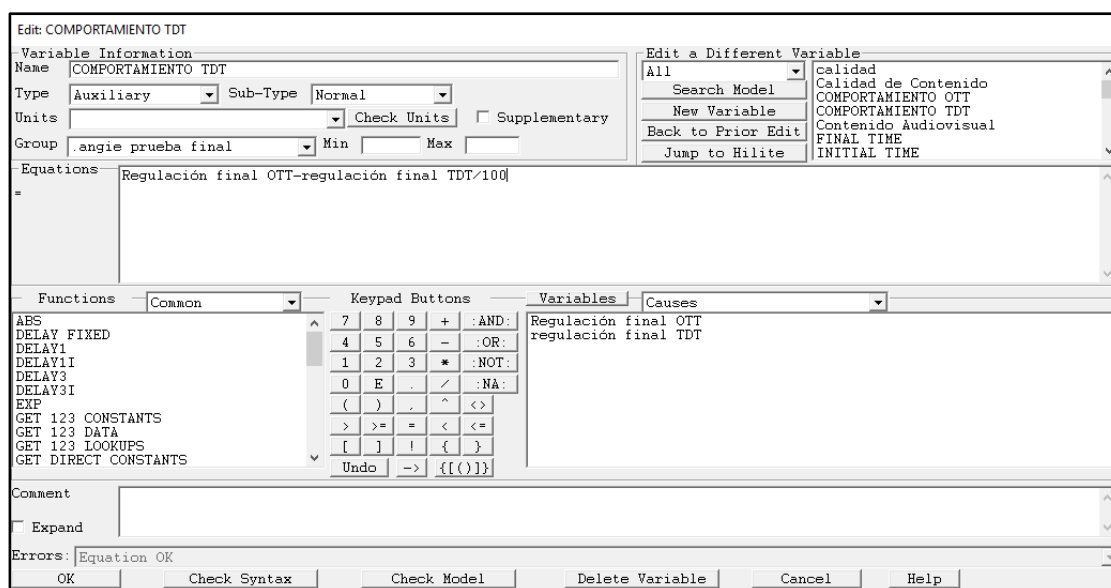 Edit: COMPORTAMIENTO TDT
Variable Information
Name COMPORTAMIENTO TDT
Type Auxiliary Sub-Type Normal
Units Check Units Supplementary
Group .angie prueba final Min Max
Edit a Different Variable
All
Search Model
New Variable
Back to Prior Edit
Jump to Hilite
calidad
Calidad de Contenido
COMPORTAMIENTO OTT
COMPORTAMIENTO TDT
Contenido Audiovisual
FINAL TIME
INITIAL TIME
Equations
=
Regulación final OTT-regulación final TDT/100
Functions Common
ABS
DELAY FIXED
DELAY1
DELAY1I
DELAY3
DELAY3I
EXP
GET 123 CONSTANTS
GET 123 DATA
GET 123 LOOKUPS
GET DIRECT CONSTANTS
Keypad Buttons
7 8 9 + :AND:
4 5 6 - :OR:
1 2 3 * :NOT:
0 E . / :NA:
( ) , ^ <>
> >= = < <=
[ ] ! { }
Undo -> {[()]}
Variables Causes
Regulación final OTT
regulación final TDT
Comment
Expand
Errors: Equation OK
OK Check Syntax Check Model Delete Variable Cancel Help